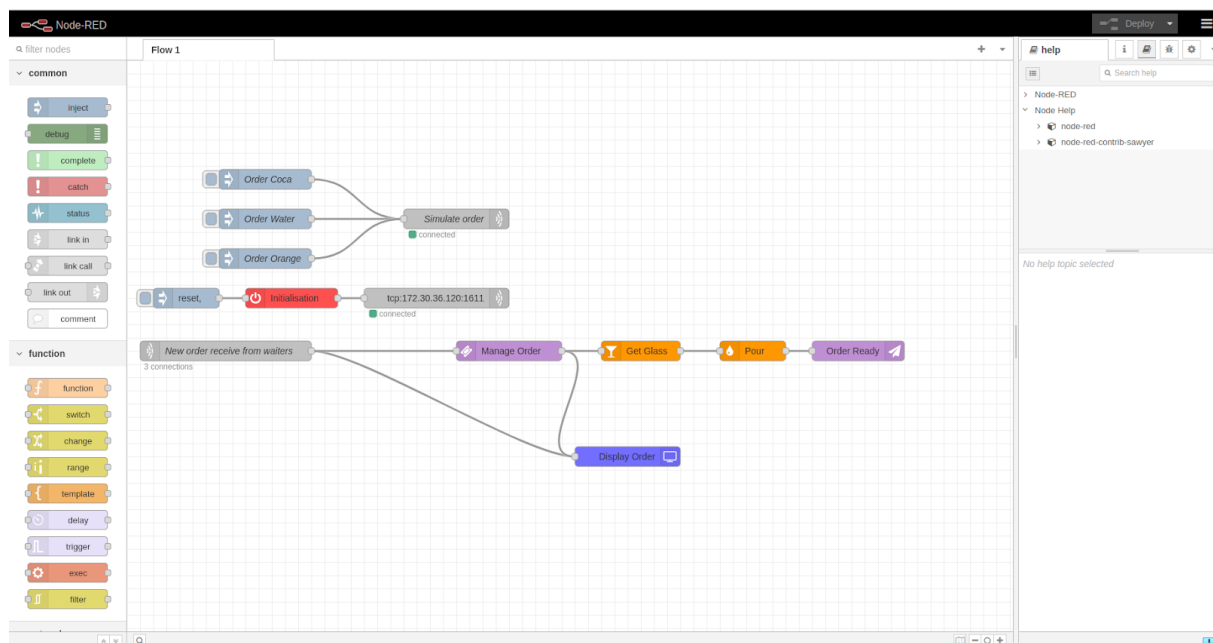 Node-RED
Deploy
filter nodes
Flow 1
help
Search help
common
inject
debug
complete
catch
status
link in
link call
link out
comment
function
function
switch
change
range
template
delay
trigger
exec
filter
Order Coca
Order Water
Order Orange
Simulate order
connected
reset,
Initialisation
tcp:172.30.36.120:1611
connected
New order receive from waiters
3 connections
Manage Order
Get Glass
Pour
Order Ready
Display Order
Node-RED
Node Help
node-red
node-red-contrib-sawyer
No help topic selected